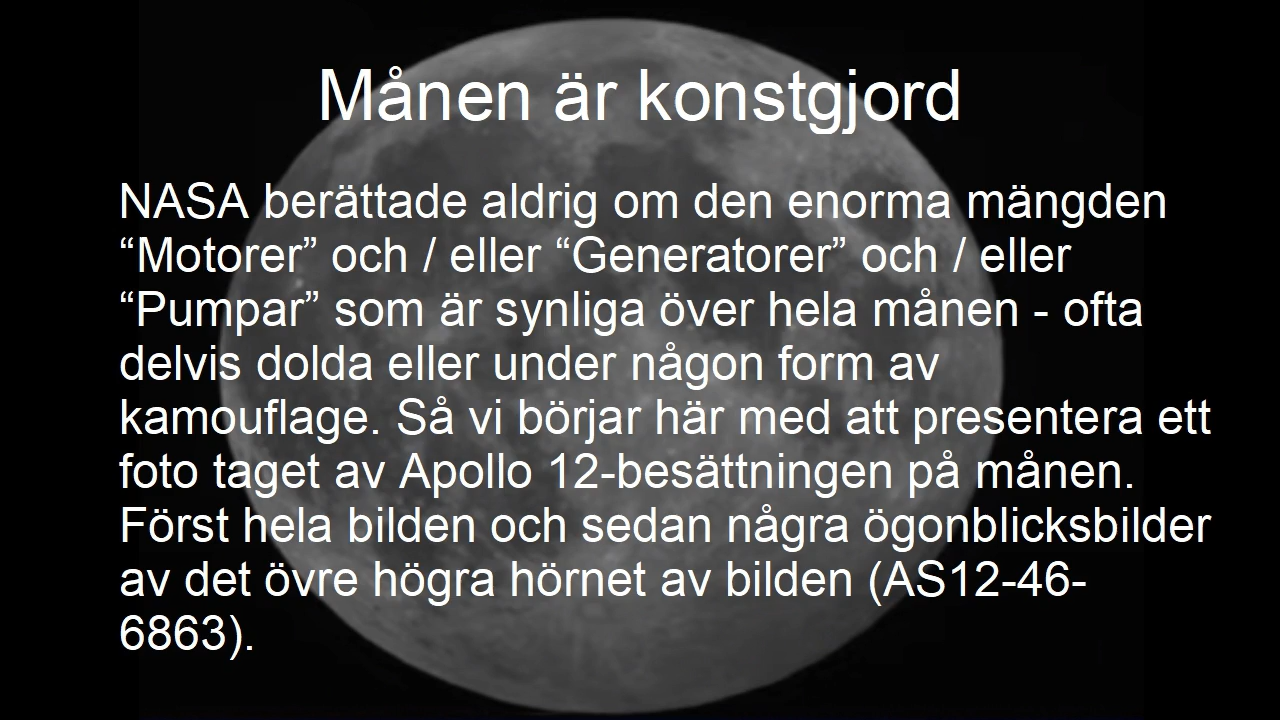 Månen är konstgjord
NASA berättade aldrig om den enorma mängden
“Motorer” och / eller “Generatorer” och / eller
“Pumpar” som är synliga över hela månen - ofta
delvis dolda eller under någon form av
kamouflage. Så vi börjar här med att presentera ett
foto taget av Apollo 12-besättningen på månen.
Först hela bilden och sedan några ögonblicksbilder
av det övre högra hörnet av bilden (AS12-46-
6863).